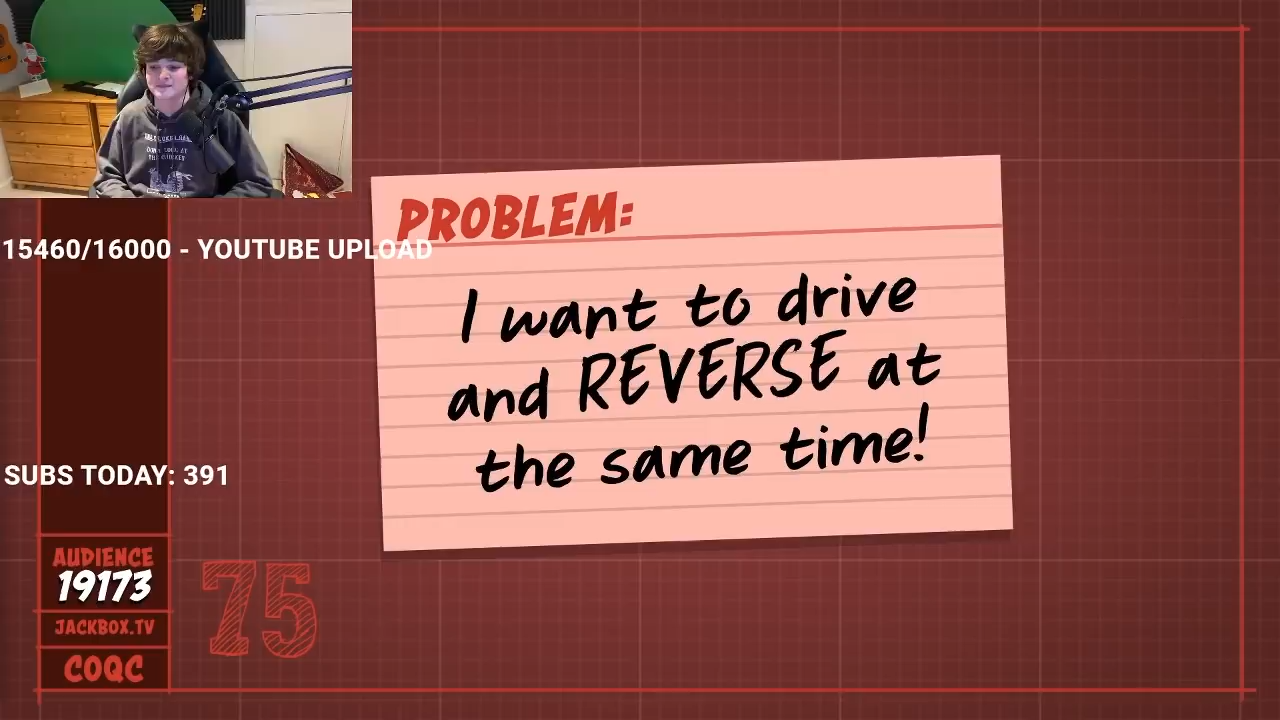 PROBLEM:
15460/16000 - YOUTUBE UPLOAD
I want to drive
and REVERSE at
the same time!
SUBS TODAY: 391
AUDIENCE
19173
75
JACKBOX.TV
COQC